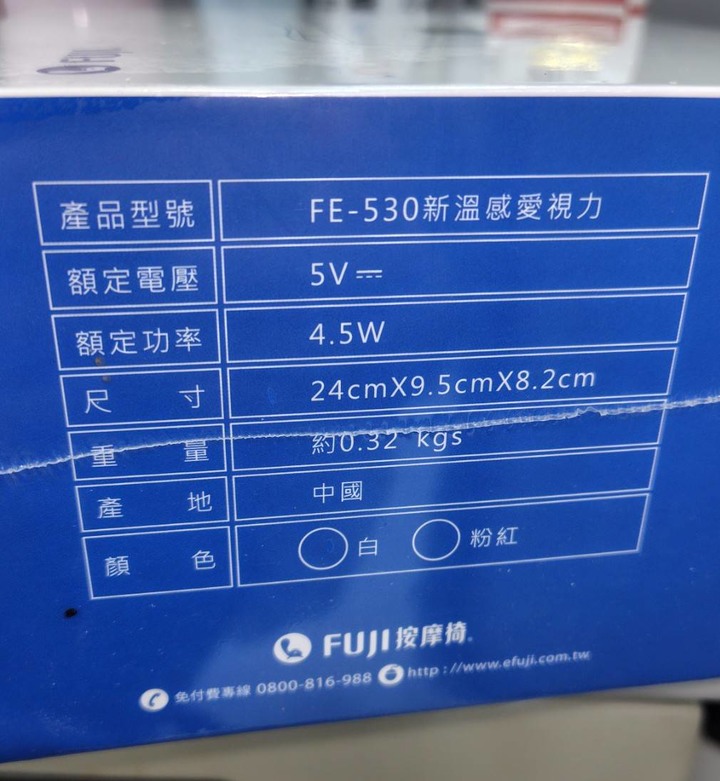 產品型號 FE-530新溫感愛視力
額定電壓 5V⎓
額定功率 4.5W
尺寸 24cmX9.5cmX8.2cm
重量 約0.32 kgs
產地 中國
顏色 ○白 ○粉紅
FUJI按摩椅
免付費專線 0800-816-988 http://www.efuji.com.tw